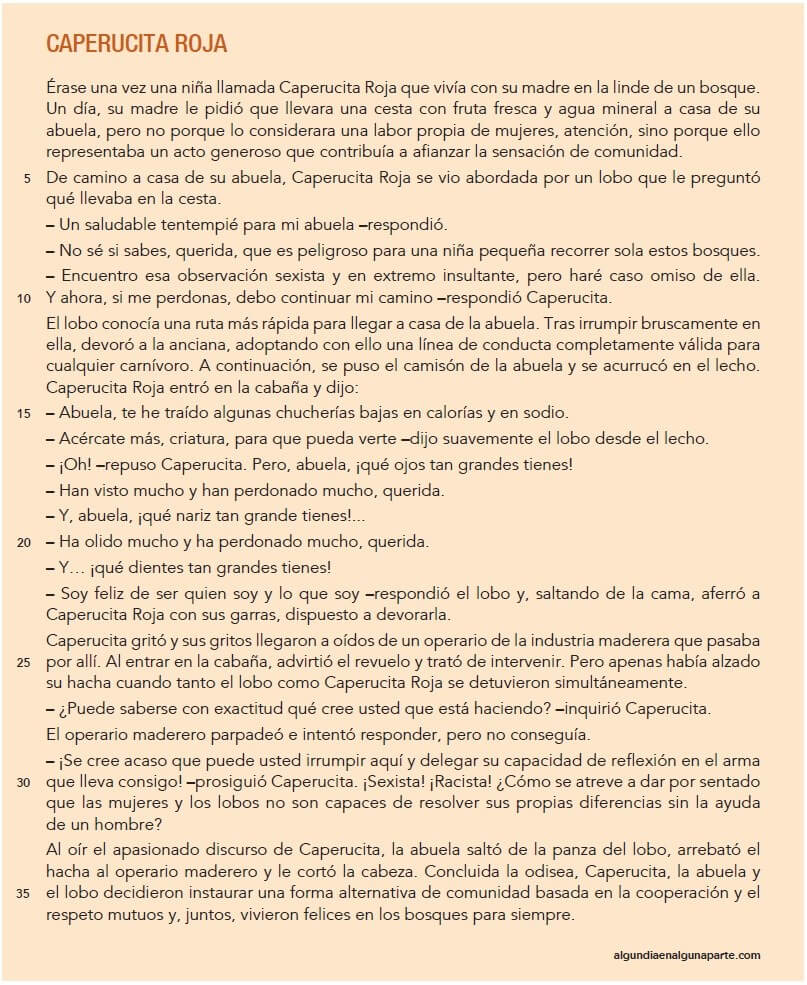 CAPERUCITA ROJA
Érase una vez una niña llamada Caperucita Roja que vivía con su madre en la linde de un bosque.
Un día, su madre le pidió que llevara una cesta con fruta fresca y agua mineral a casa de su
abuela, pero no porque lo considerara una labor propia de mujeres, atención, sino porque ello
representaba un acto generoso que contribuía a afianzar la sensación de comunidad.
5 De camino a casa de su abuela, Caperucita Roja se vio abordada por un lobo que le preguntó
qué llevaba en la cesta.
– Un saludable tentempié para mi abuela –respondió.
– No sé si sabes, querida, que es peligroso para una niña pequeña recorrer sola estos bosques.
– Encuentro esa observación sexista y en extremo insultante, pero haré caso omiso de ella.
10 Y ahora, si me perdonas, debo continuar mi camino –respondió Caperucita.
El lobo conocía una ruta más rápida para llegar a casa de la abuela. Tras irrumpir bruscamente en
ella, devoró a la anciana, adoptando con ello una línea de conducta completamente válida para
cualquier carnívoro. A continuación, se puso el camisón de la abuela y se acurrucó en el lecho.
Caperucita Roja entró en la cabaña y dijo:
15 – Abuela, te he traído algunas chucherías bajas en calorías y en sodio.
– Acércate más, criatura, para que pueda verte –dijo suavemente el lobo desde el lecho.
– ¡Oh! –repuso Caperucita. Pero, abuela, ¡qué ojos tan grandes tienes!
– Han visto mucho y han perdonado mucho, querida.
– Y, abuela, ¡qué nariz tan grande tienes!...
20 – Ha olido mucho y ha perdonado mucho, querida.
– Y... ¡qué dientes tan grandes tienes!
– Soy feliz de ser quien soy y lo que soy –respondió el lobo y, saltando de la cama, aferró a
Caperucita Roja con sus garras, dispuesto a devorarla.
Caperucita gritó y sus gritos llegaron a oídos de un operario de la industria maderera que pasaba
25 por allí. Al entrar en la cabaña, advirtió el revuelo y trató de intervenir. Pero apenas había alzado
su hacha cuando tanto el lobo como Caperucita Roja se detuvieron simultáneamente.
– ¿Puede saberse con exactitud qué cree usted que está haciendo? –inquirió Caperucita.
El operario maderero parpadeó e intentó responder, pero no conseguía.
– ¡Se cree acaso que puede usted irrumpir aquí y delegar su capacidad de reflexión en el arma
30 que lleva consigo! –prosiguió Caperucita. ¡Sexista! ¡Racista! ¿Cómo se atreve a dar por sentado
que las mujeres y los lobos no son capaces de resolver sus propias diferencias sin la ayuda
de un hombre?
Al oír el apasionado discurso de Caperucita, la abuela saltó de la panza del lobo, arrebató el
hacha al operario maderero y le cortó la cabeza. Concluida la odisea, Caperucita, la abuela y
35 el lobo decidieron instaurar una forma alternativa de comunidad basada en la cooperación y el
respeto mutuos y, juntos, vivieron felices en los bosques para siempre.
algundiaenalgunaparte.com